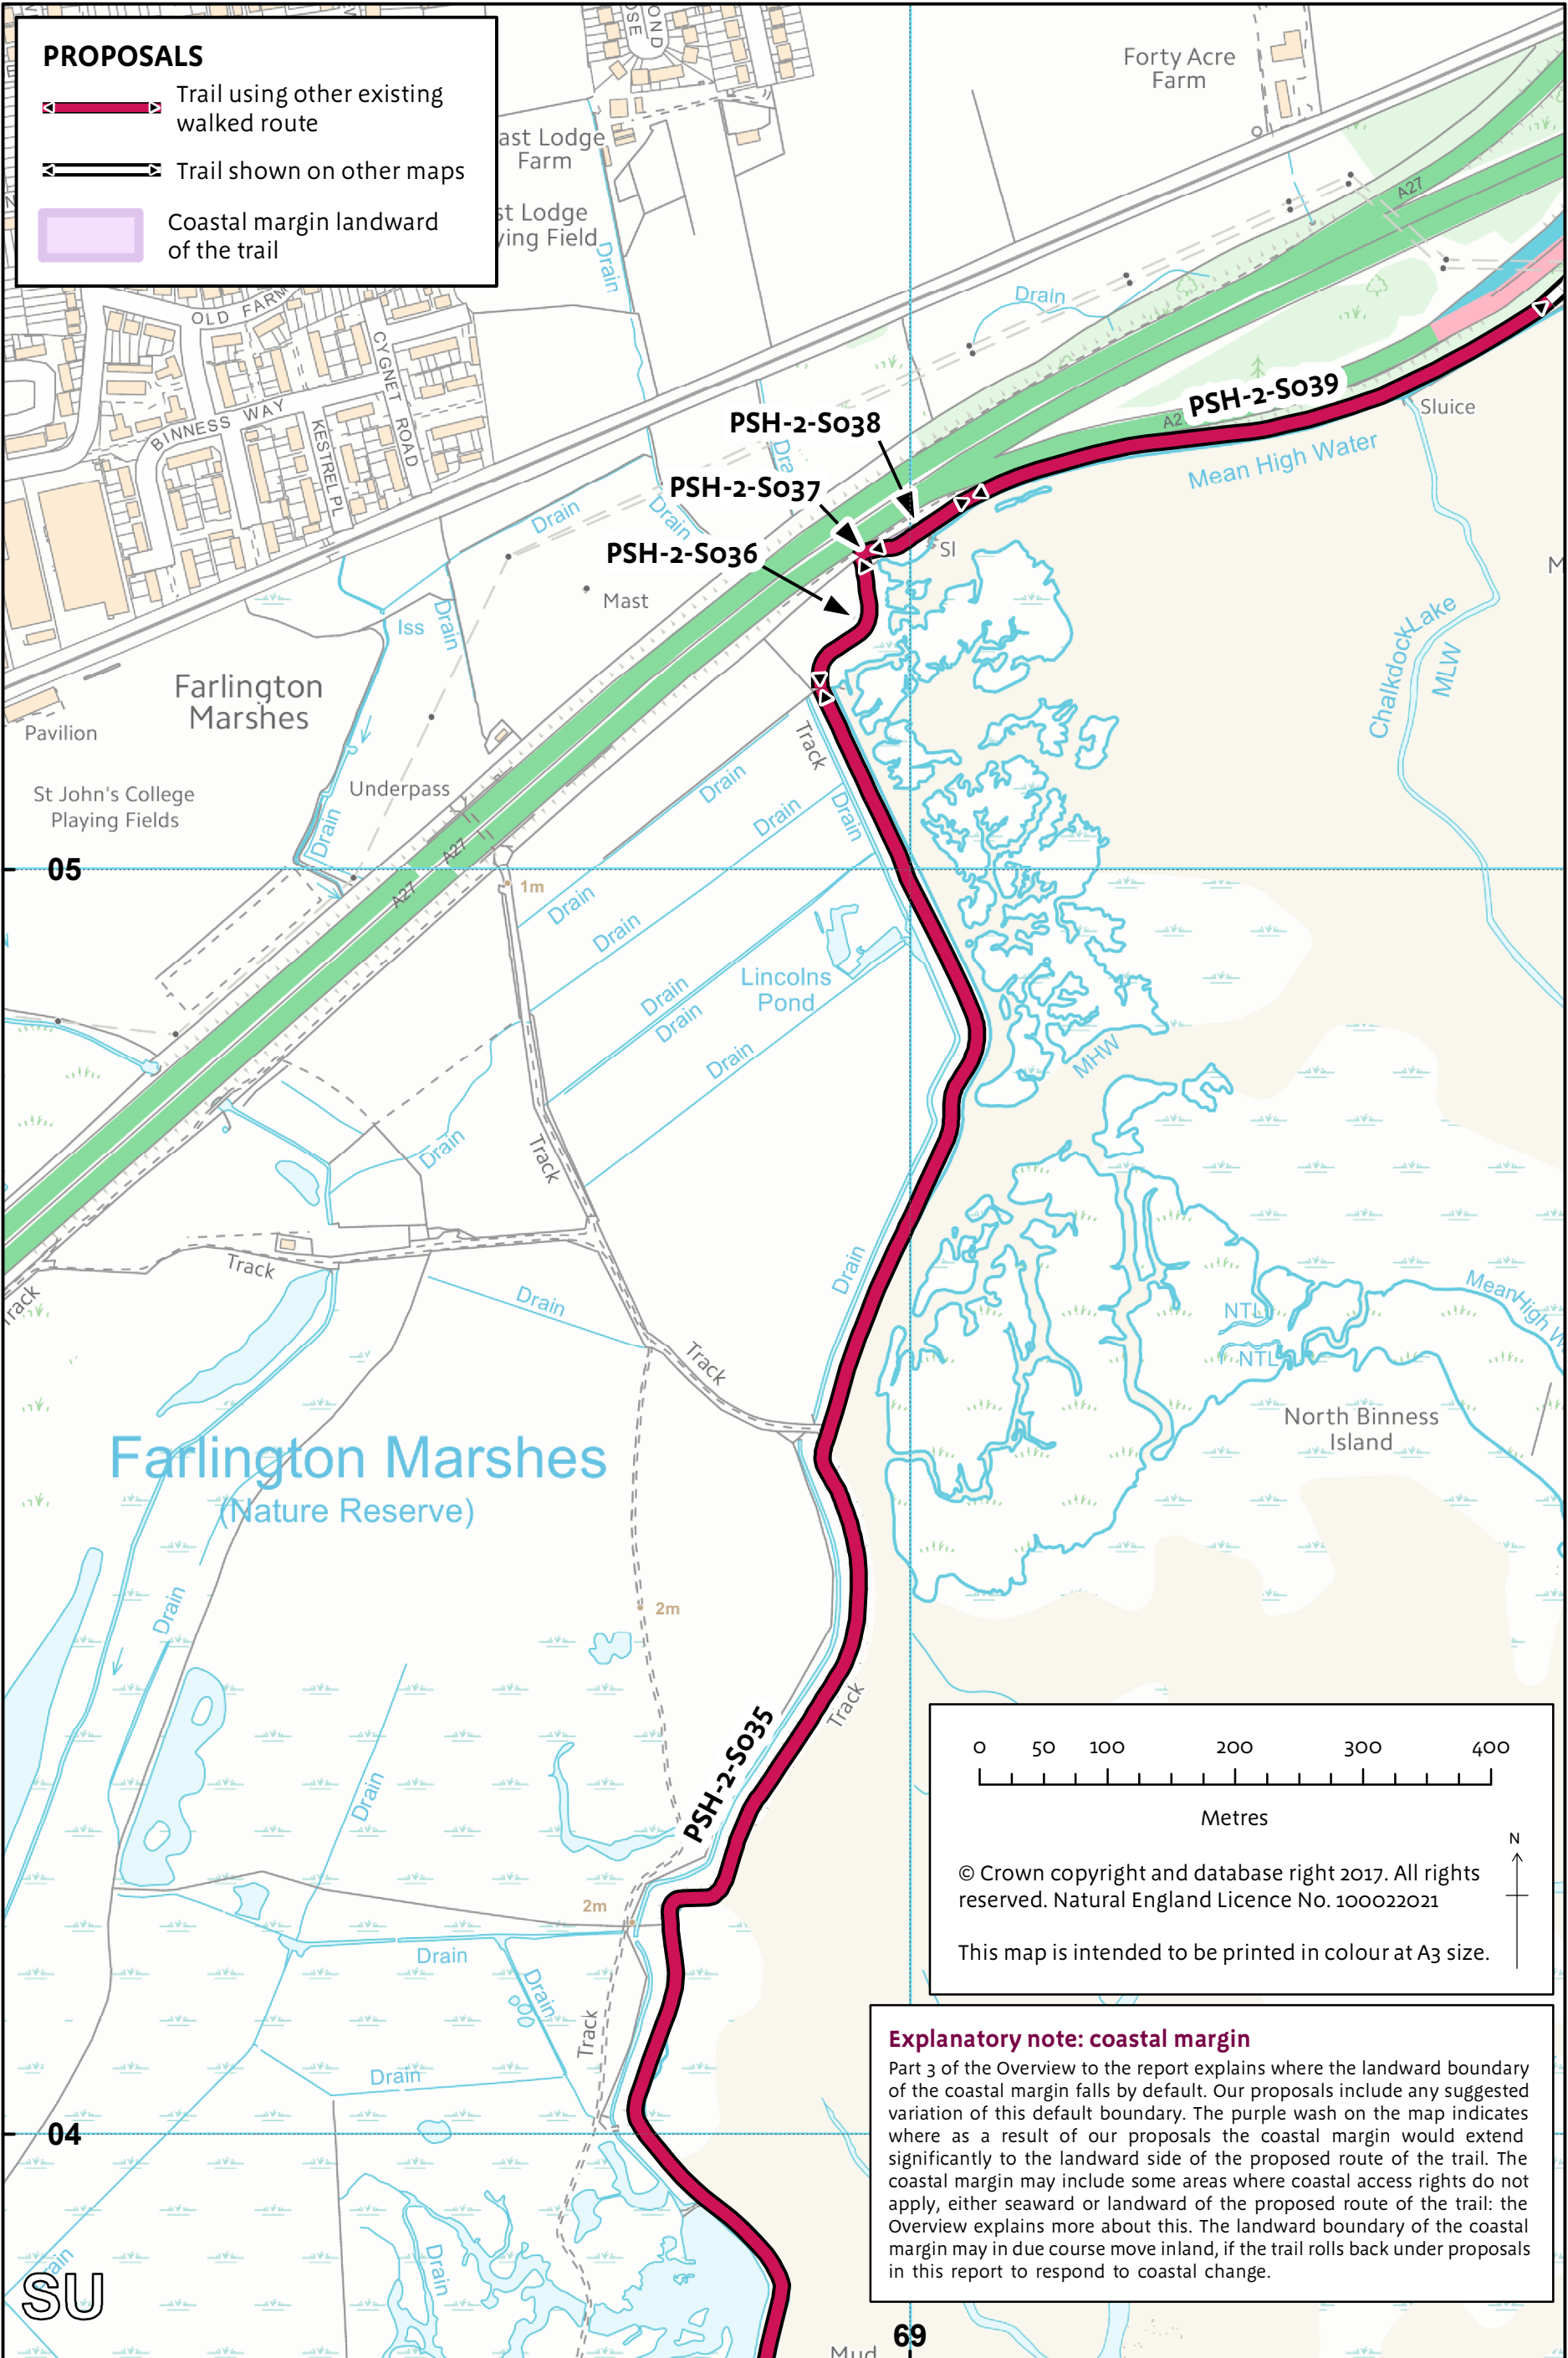 PROPOSALS
Trail using other existing
walked route
Trail shown on other maps
Coastal margin landward
of the trail
OND
Forty Acre
Farm
ast Lodge
Farm
st Lodge
ying Field
Drain
A27
Drain
OLD FARM
CYGNET ROAD
BINNESS WAY
KESTREL PL
PSH-2-S039
Sluice
Mean High Water
PSH-2-S038
PSH-2-S037
PSH-2-S036
Drain
Drain
Sl
Mast
Iss
Drain
Chalkdock Lake
MLW
Farlington
Marshes
Pavilion
Track
St John's College
Playing Fields
Underpass
Drain
Drain
Drain
Drain
A27
A27
05
1m
Drain
Drain
Lincolns
Pond
Drain
Drain
Drain
MHW
Drain
Track
Track
Track
Drain
Drain
Track
NTL
NTL
Mean High W
North Binness
Island
Farlington Marshes
(Nature Reserve)
Drain
2m
Track
PSH-2-S035
Drain
0 50 100 200 300 400
Metres
N
© Crown copyright and database right 2017. All rights
reserved. Natural England Licence No. 100022021
This map is intended to be printed in colour at A3 size.
2m
Drain
Drain
Track
Drain
04
Explanatory note: coastal margin
Part 3 of the Overview to the report explains where the landward boundary
of the coastal margin falls by default. Our proposals include any suggested
variation of this default boundary. The purple wash on the map indicates
where as a result of our proposals the coastal margin would extend
significantly to the landward side of the proposed route of the trail. The
coastal margin may include some areas where coastal access rights do not
apply, either seaward or landward of the proposed route of the trail: the
Overview explains more about this. The landward boundary of the coastal
margin may in due course move inland, if the trail rolls back under proposals
in this report to respond to coastal change.
Drain
SU
69
Mud